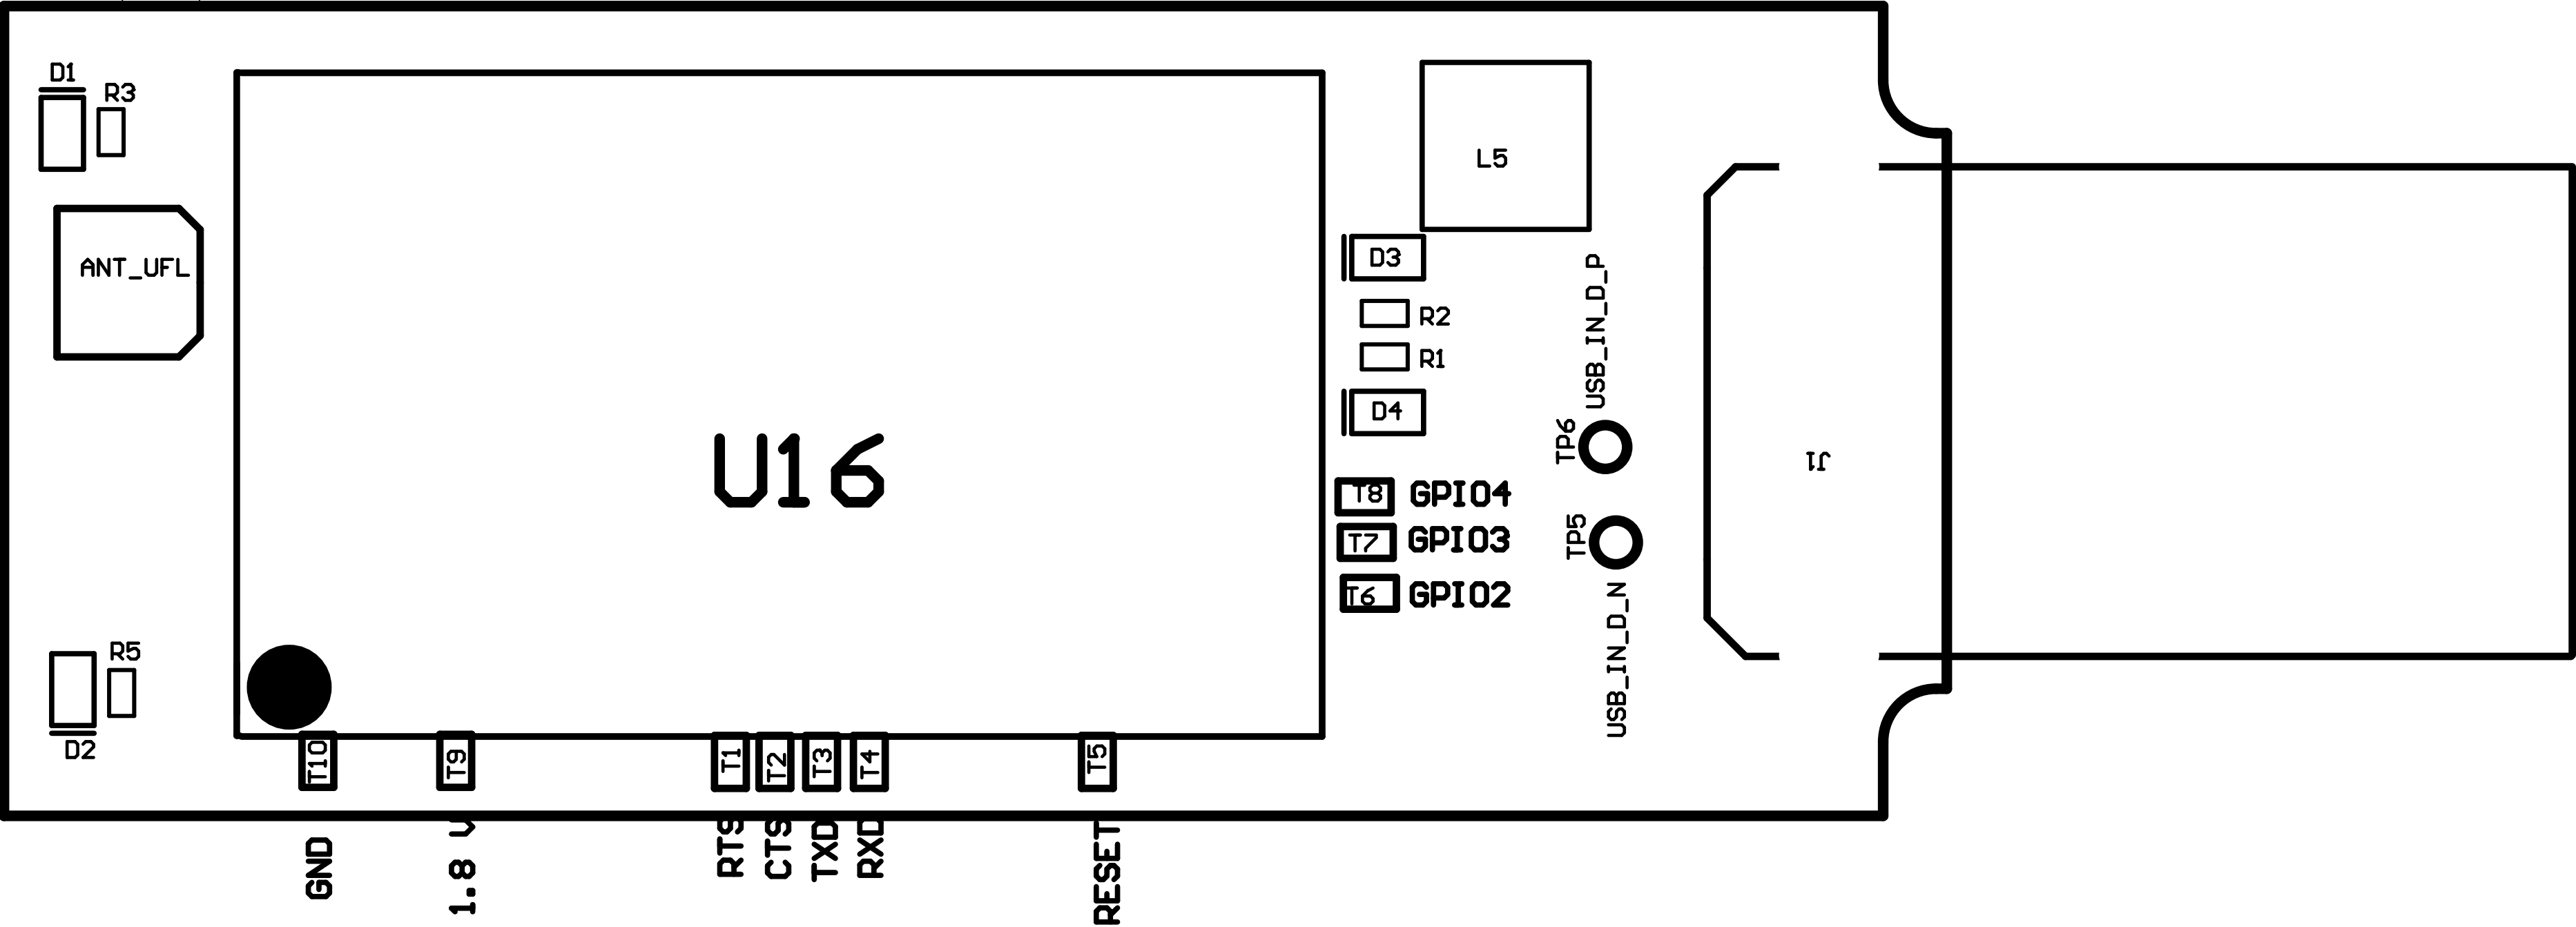 D1
R3
L5
ANT_UFL
D3
USB_IN_D_P
R2
R1
D4
TP6
J1
U16
T8 GPIO4
T7 GPIO3
TP5
T6 GPIO2
USB_IN_D_N
R5
D2
T10
T9
T1
T2
T3
T4
T5
GND
1.8 V
RTS
CTS
TXD
RXD
RESET